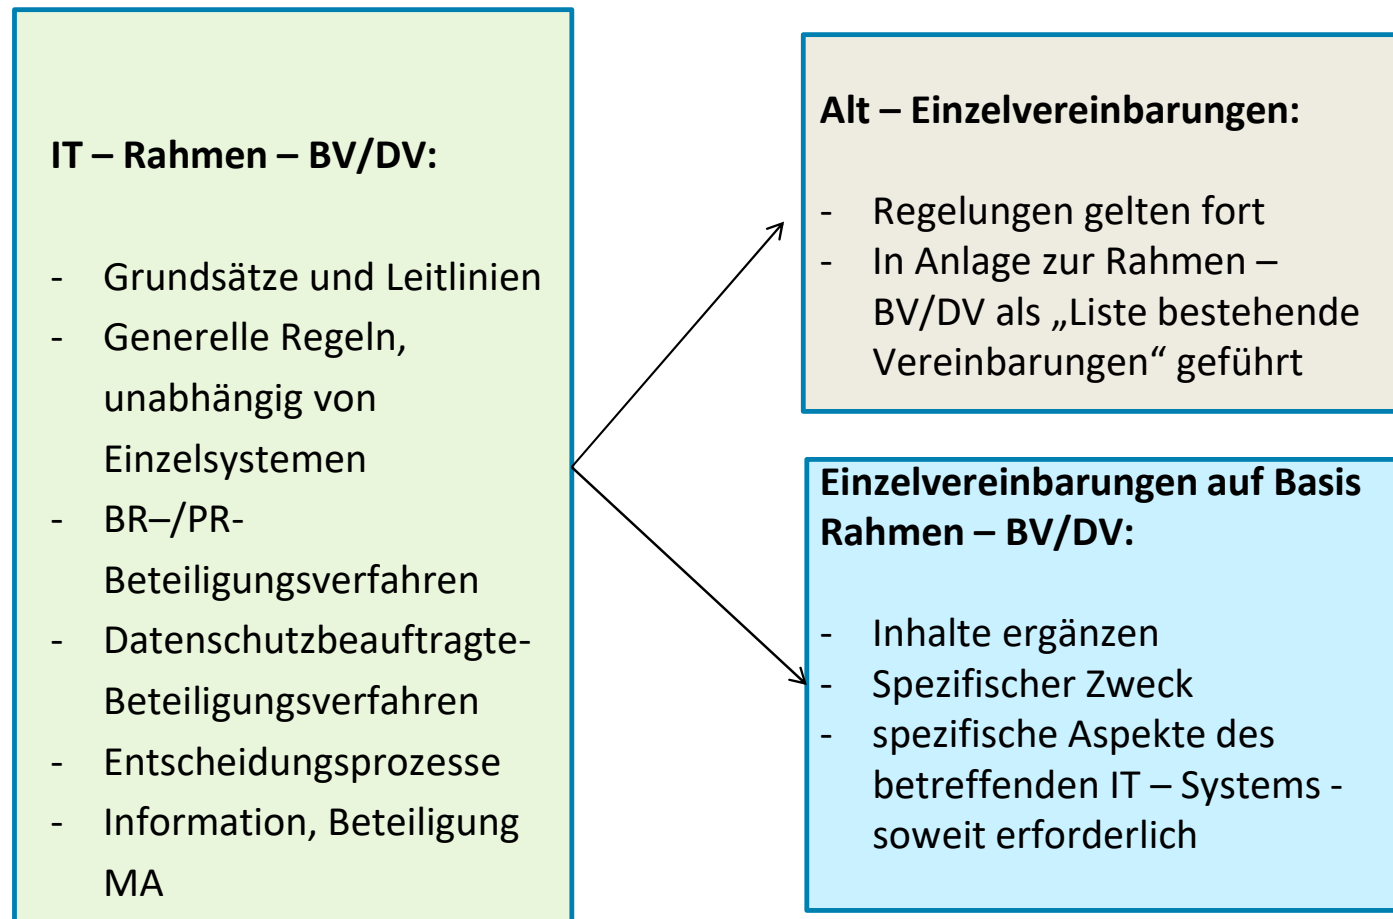 IT – Rahmen – BV/DV:
- Grundsätze und Leitlinien
- Generelle Regeln,
unabhängig von
Einzelsystemen
- BR–/PR-
Beteiligungsverfahren
- Datenschutzbeauftragte-
Beteiligungsverfahren
- Entscheidungsprozesse
- Information, Beteiligung
MA
Alt – Einzelvereinbarungen:
- Regelungen gelten fort
- In Anlage zur Rahmen –
BV/DV als „Liste bestehende
Vereinbarungen“ geführt
Einzelvereinbarungen auf Basis
Rahmen – BV/DV:
- Inhalte ergänzen
- Spezifischer Zweck
- spezifische Aspekte des
betreffenden IT – Systems -
soweit erforderlich